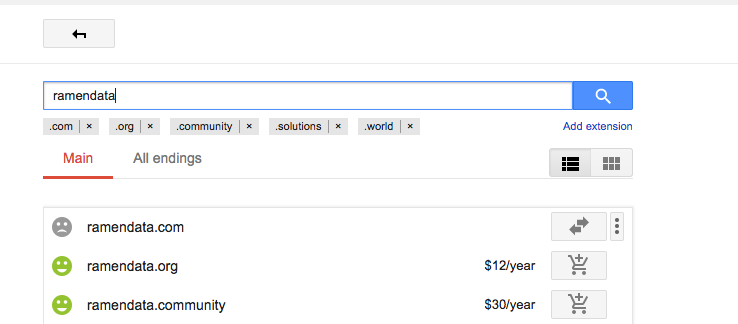 ramendata
.com × .org × .community × .solutions × .world × Add extension
Main All endings
ramendata.com
ramendata.org $12/year
ramendata.community $30/year